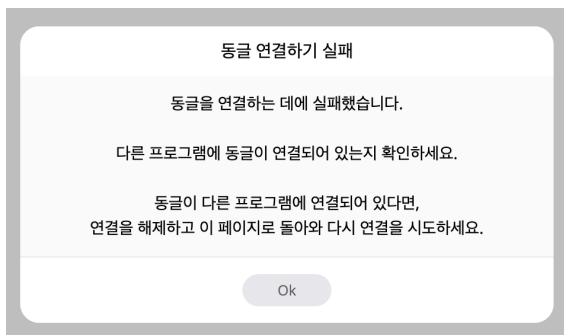 동글 연결하기 실패
동글을 연결하는 데에 실패했습니다.
다른 프로그램에 동글이 연결되어 있는지 확인하세요.
동글이 다른 프로그램에 연결되어 있다면,
연결을 해제하고 이 페이지로 돌아와 다시 연결을 시도하세요.
Ok